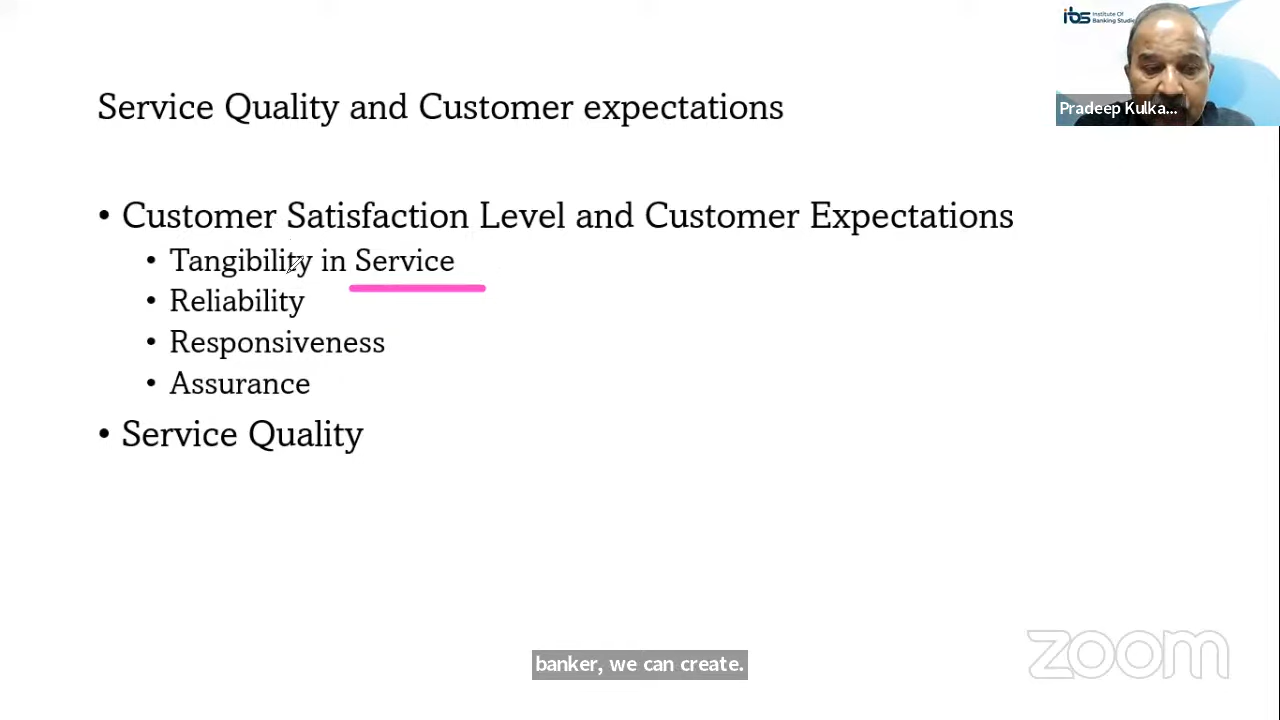 ibs Institute Of
Banking Studies
Pradeep Kulka...
Service Quality and Customer expectations
• Customer Satisfaction Level and Customer Expectations
• Tangibility in Service
• Reliability
• Responsiveness
• Assurance
• Service Quality
banker, we can create.
zoom